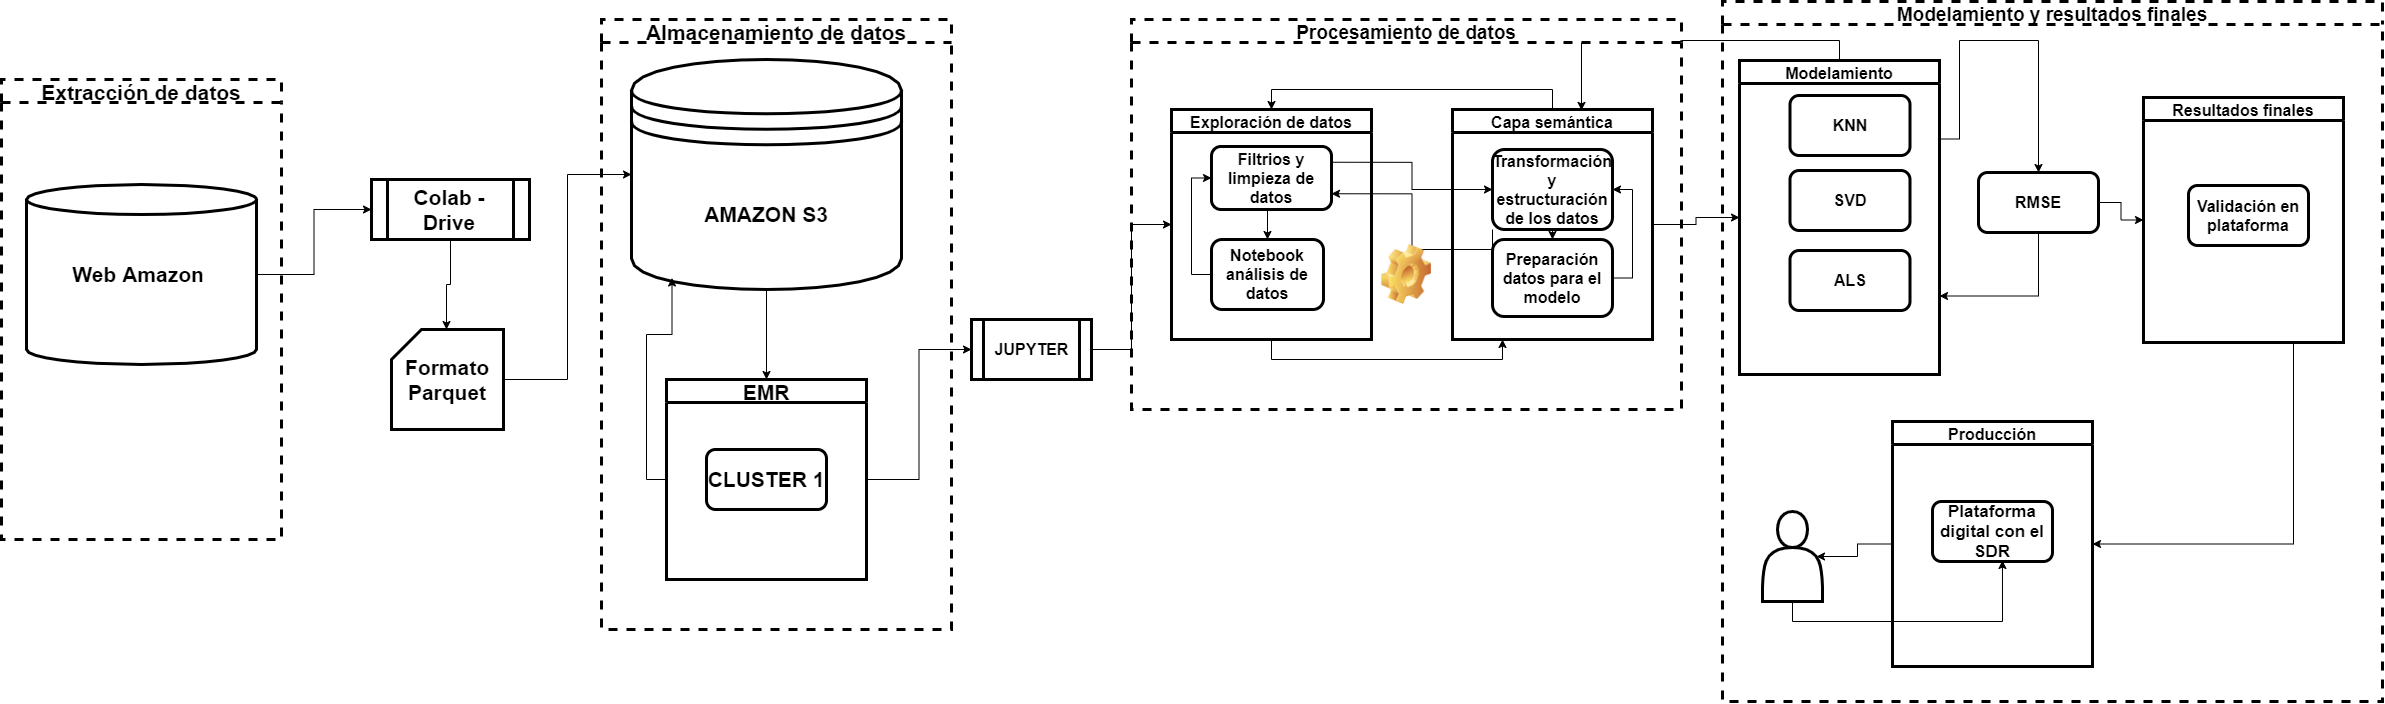 Extracción de datos
Web Amazon
Colab -
Drive
Formato
Parquet
Almacenamiento de datos
AMAZON S3
EMR
CLUSTER 1
JUPYTER
Procesamiento de datos
Exploración de datos
Filtrios y
limpieza de
datos
Notebook
análisis de
datos
Capa semántica
Transformación
y
estructuración
de los datos
Preparación
datos para el
modelo
Modelamiento y resultados finales
Modelamiento
KNN
SVD
ALS
RMSE
Resultados finales
Validación en
plataforma
Producción
Plataforma
digital con el
SDR